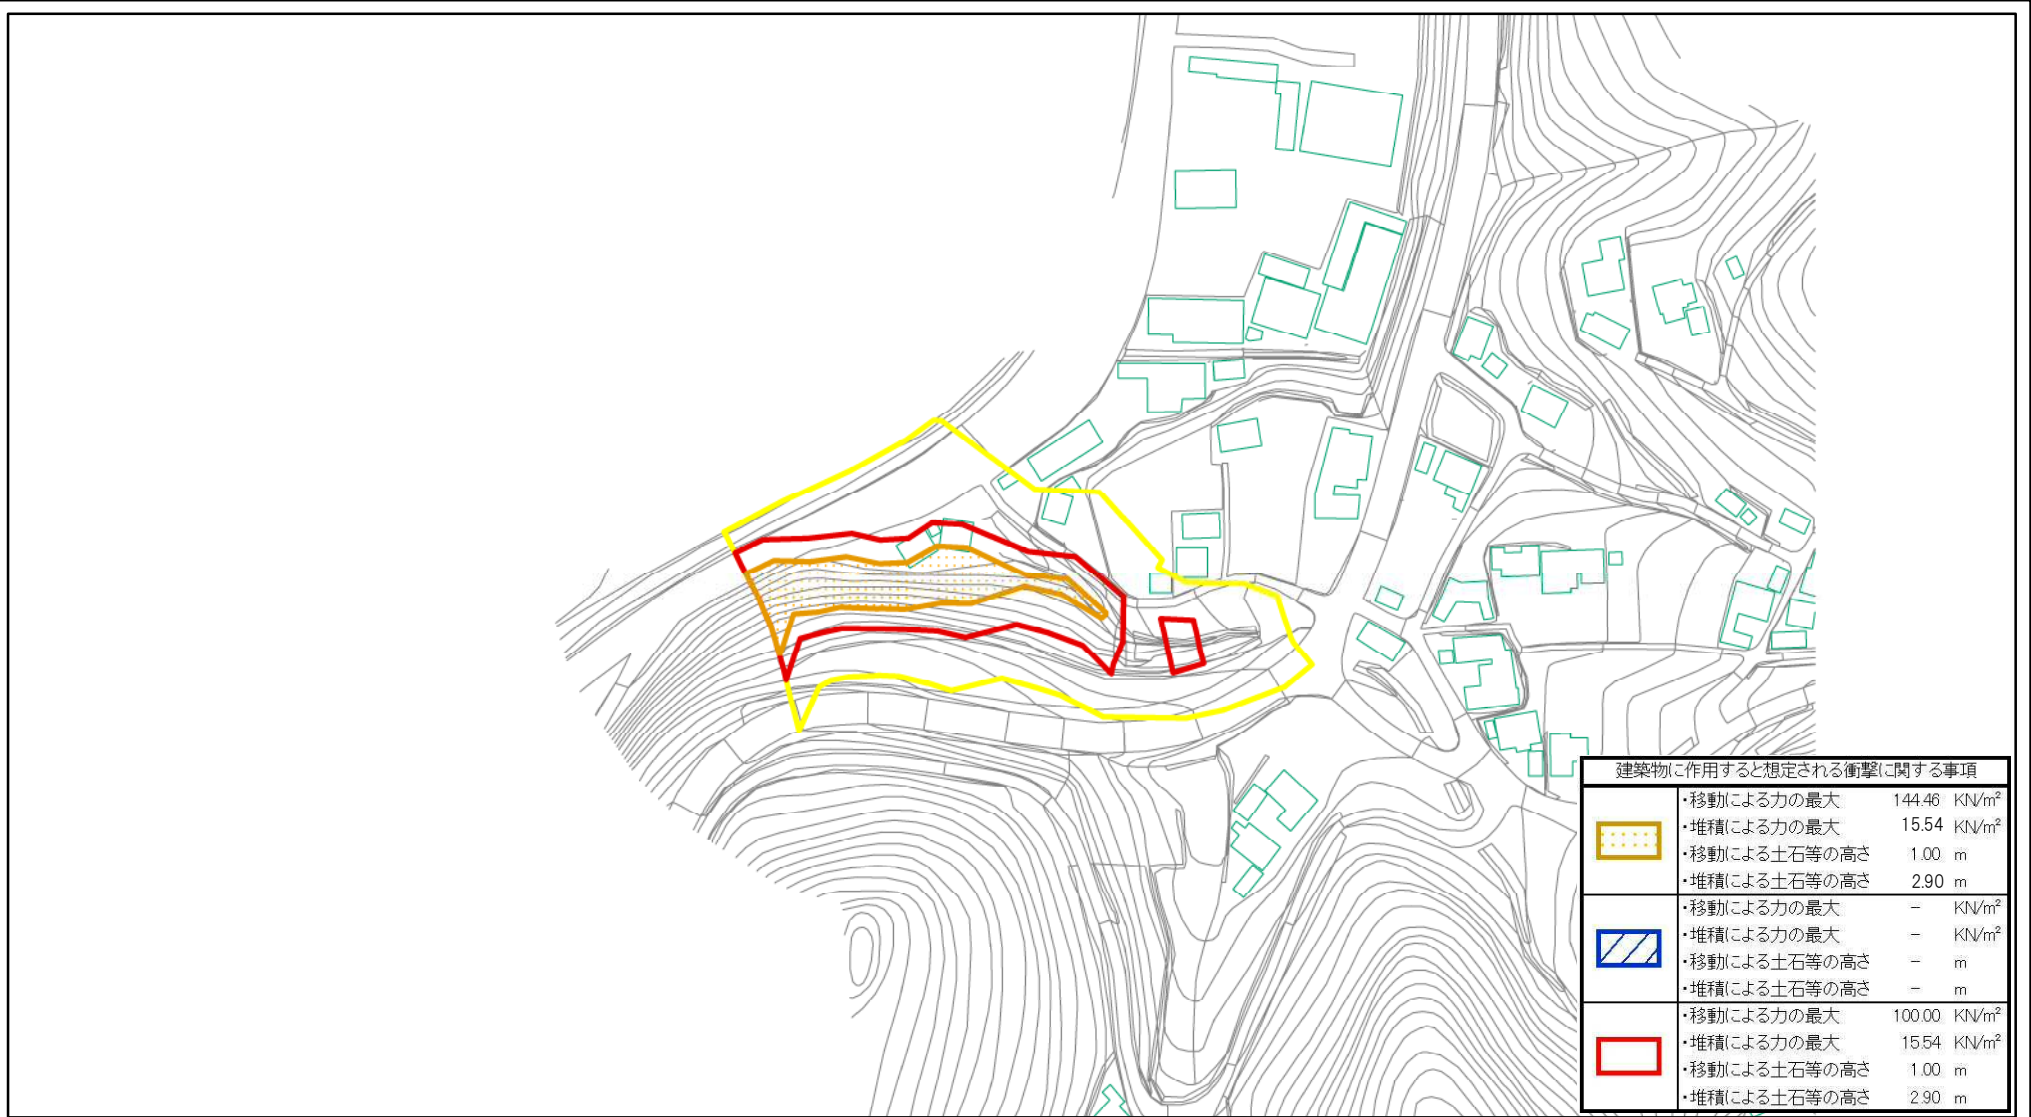 建築物に作用すると想定される衝撃に関する事項
・移動による力の最大 144.46 KN/m²
・堆積による力の最大 15.54 KN/m²
・移動による土石等の高さ 1.00 m
・堆積による土石等の高さ 2.90 m
・移動による力の最大 - KN/m²
・堆積による力の最大 - KN/m²
・移動による土石等の高さ - m
・堆積による土石等の高さ - m
・移動による力の最大 100.00 KN/m²
・堆積による力の最大 15.54 KN/m²
・移動による土石等の高さ 1.00 m
・堆積による土石等の高さ 2.90 m